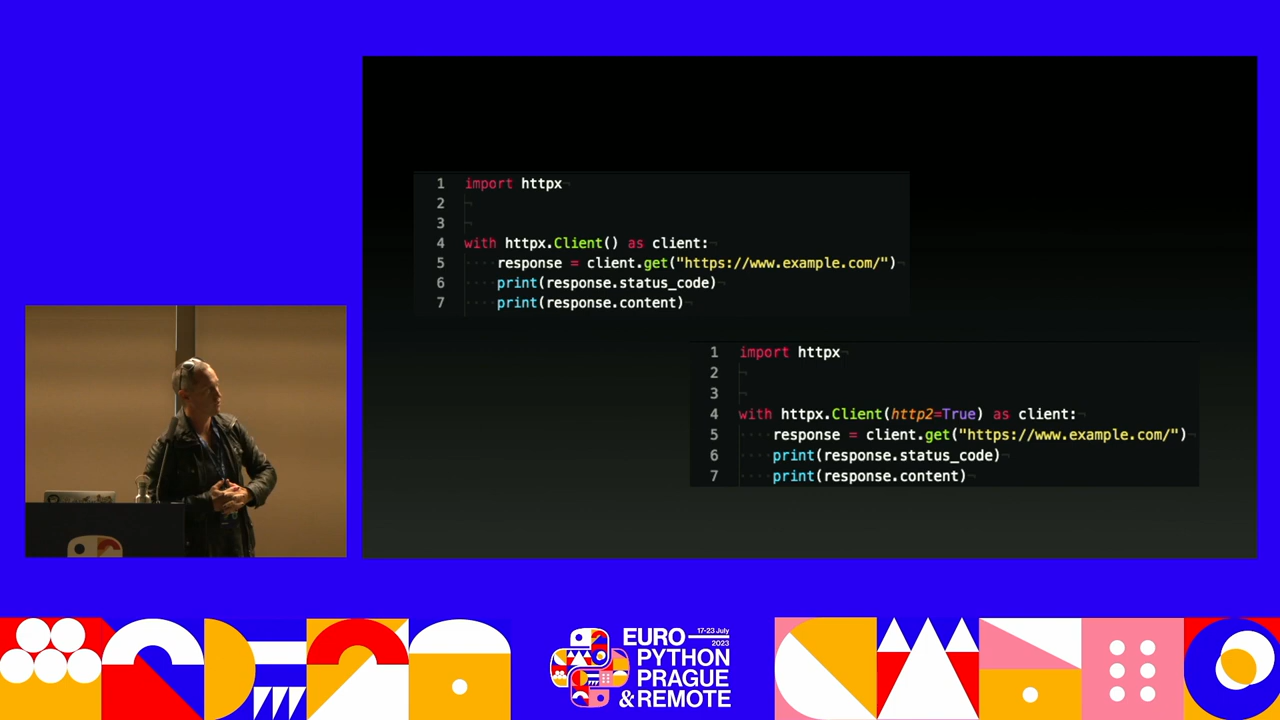 1 import httpx
2
3
4 with httpx.Client() as client:
5 response = client.get("https://www.example.com/")
6 print(response.status_code)
7 print(response.content)
1 import httpx
2
3
4 with httpx.Client(http2=True) as client:
5 response = client.get("https://www.example.com/")
6 print(response.status_code)
7 print(response.content)
17-23 July
2023
EURO
PYTHON
PRAGUE
& REMOTE